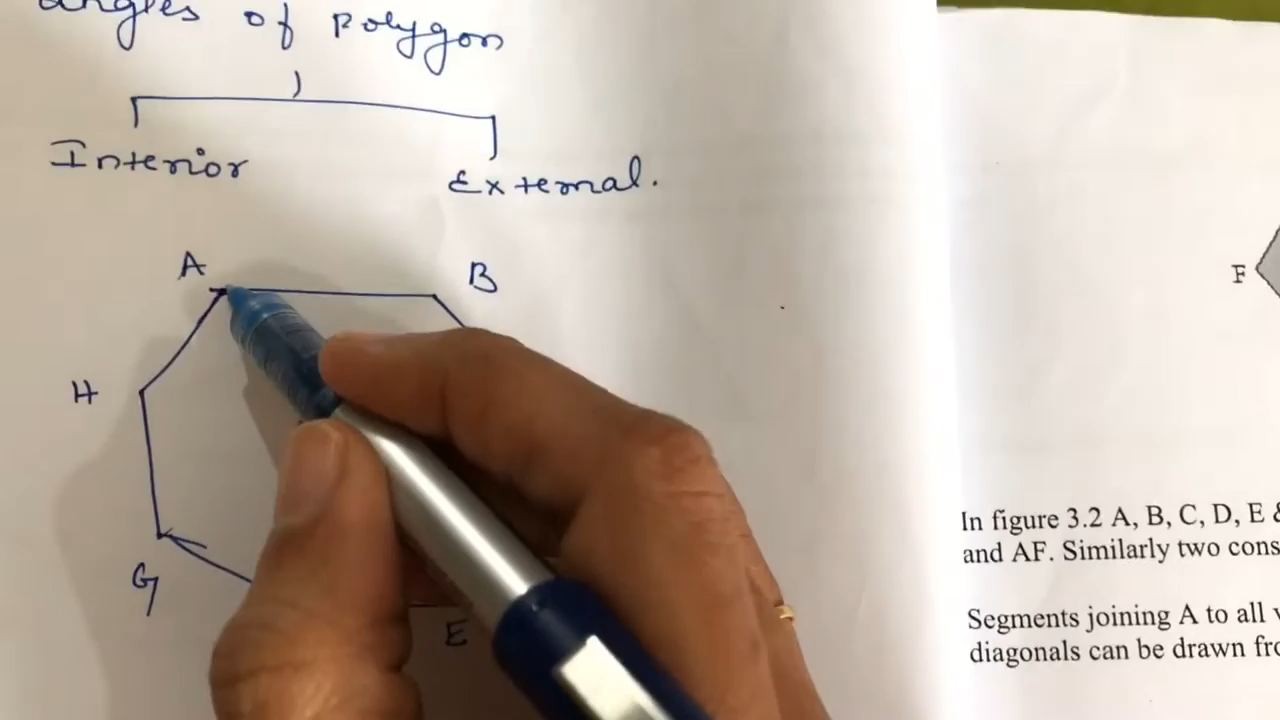 angles of polygon
Interior
External.
A
B
H
G
E
F
In figure 3.2 A, B, C, D, E &
and AF. Similarly two cons
Segments joining A to all
diagonals can be drawn fro